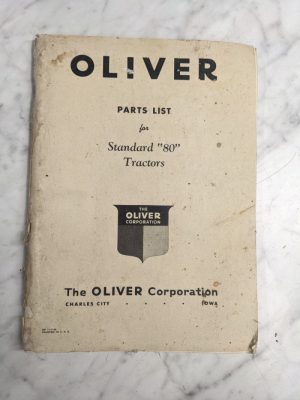 OLIVER
PARTS LIST
for
Standard "80"
Tractors
THE
OLIVER
CORPORATION
The OLIVER Corporation
CHARLES CITY . . . . IOWA